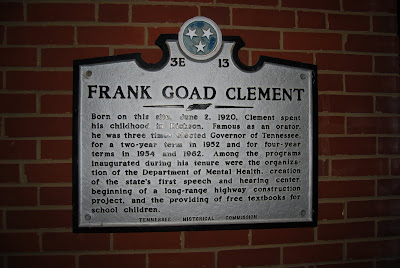 3E 13
FRANK GOAD CLEMENT
Born on this site, June 2, 1920, Clement spent
his childhood in Dickson. Famous as an orator,
he was three times elected Governor of Tennessee,
for a two-year term in 1952 and for four-year
terms in 1954 and 1962. Among the programs
inaugurated during his tenure were the organiza-
tion of the Department of Mental Health, creation
of the state's first speech and hearing center,
beginning of a long-range highway construction
project, and the providing of free textbooks for
school children.
TENNESSEE HISTORICAL COMMISSION